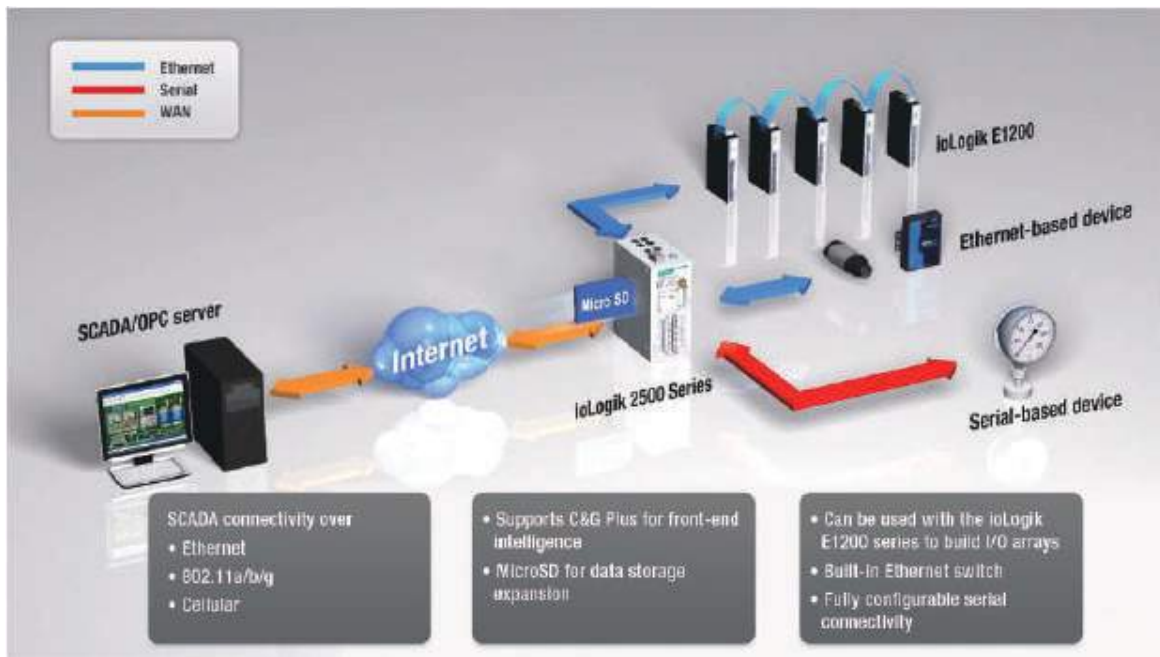 Ethernet
Serial
WAN
ioLogik E1200
Ethernet-based device
SCADA/OPC server
Internet
Micro SD
ioLogik 2500 Series
Serial-based device
SCADA connectivity over
• Ethernet
• 802.11a/b/g
• Cellular
• Supports C&G Plus for front-end
intelligence
• MicroSD for data storage
expansion
• Can be used with the ioLogik
E1200 series to build I/O arrays
• Built-in Ethernet switch
• Fully configurable serial
connectivity